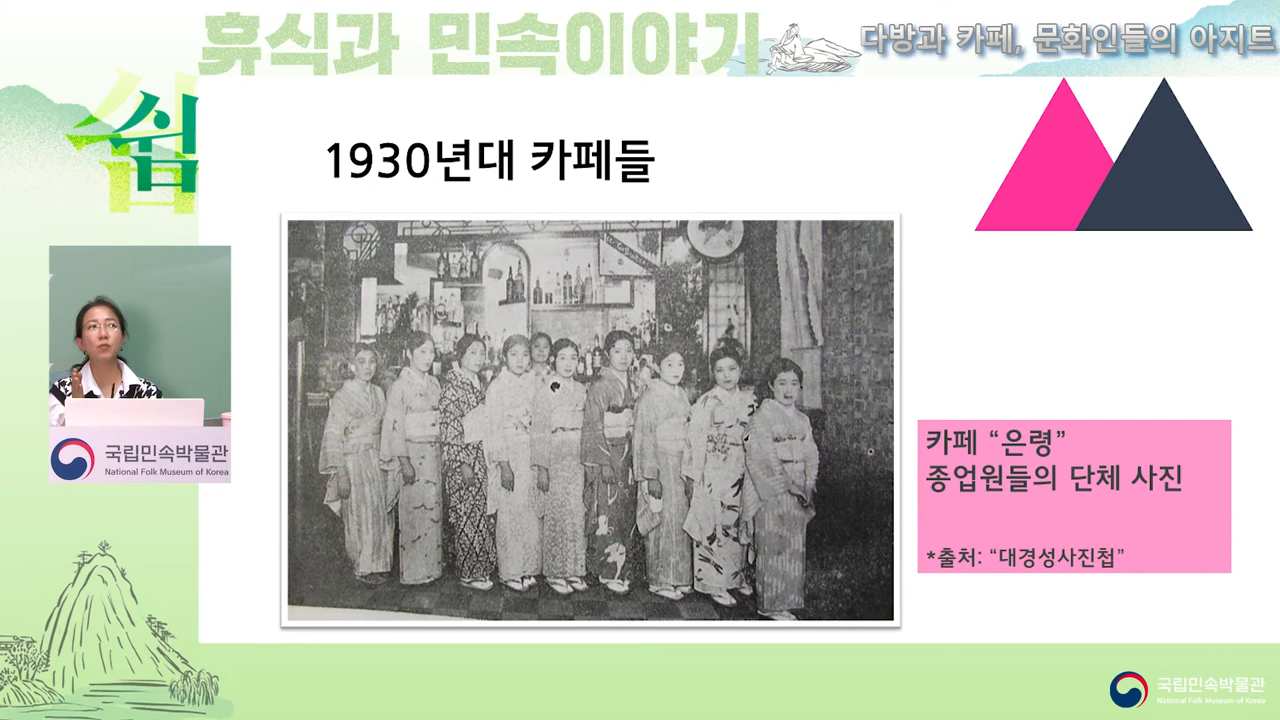 휴식과 민속이야기
다방과 카페, 문화인들의 아지트
쉼
1930년대 카페들
국립민속박물관
National Folk Museum of Korea
카페 “은령”
종업원들의 단체 사진
*출처: “대경성사진첩”
국립민속박물관
National Folk Museum of Korea